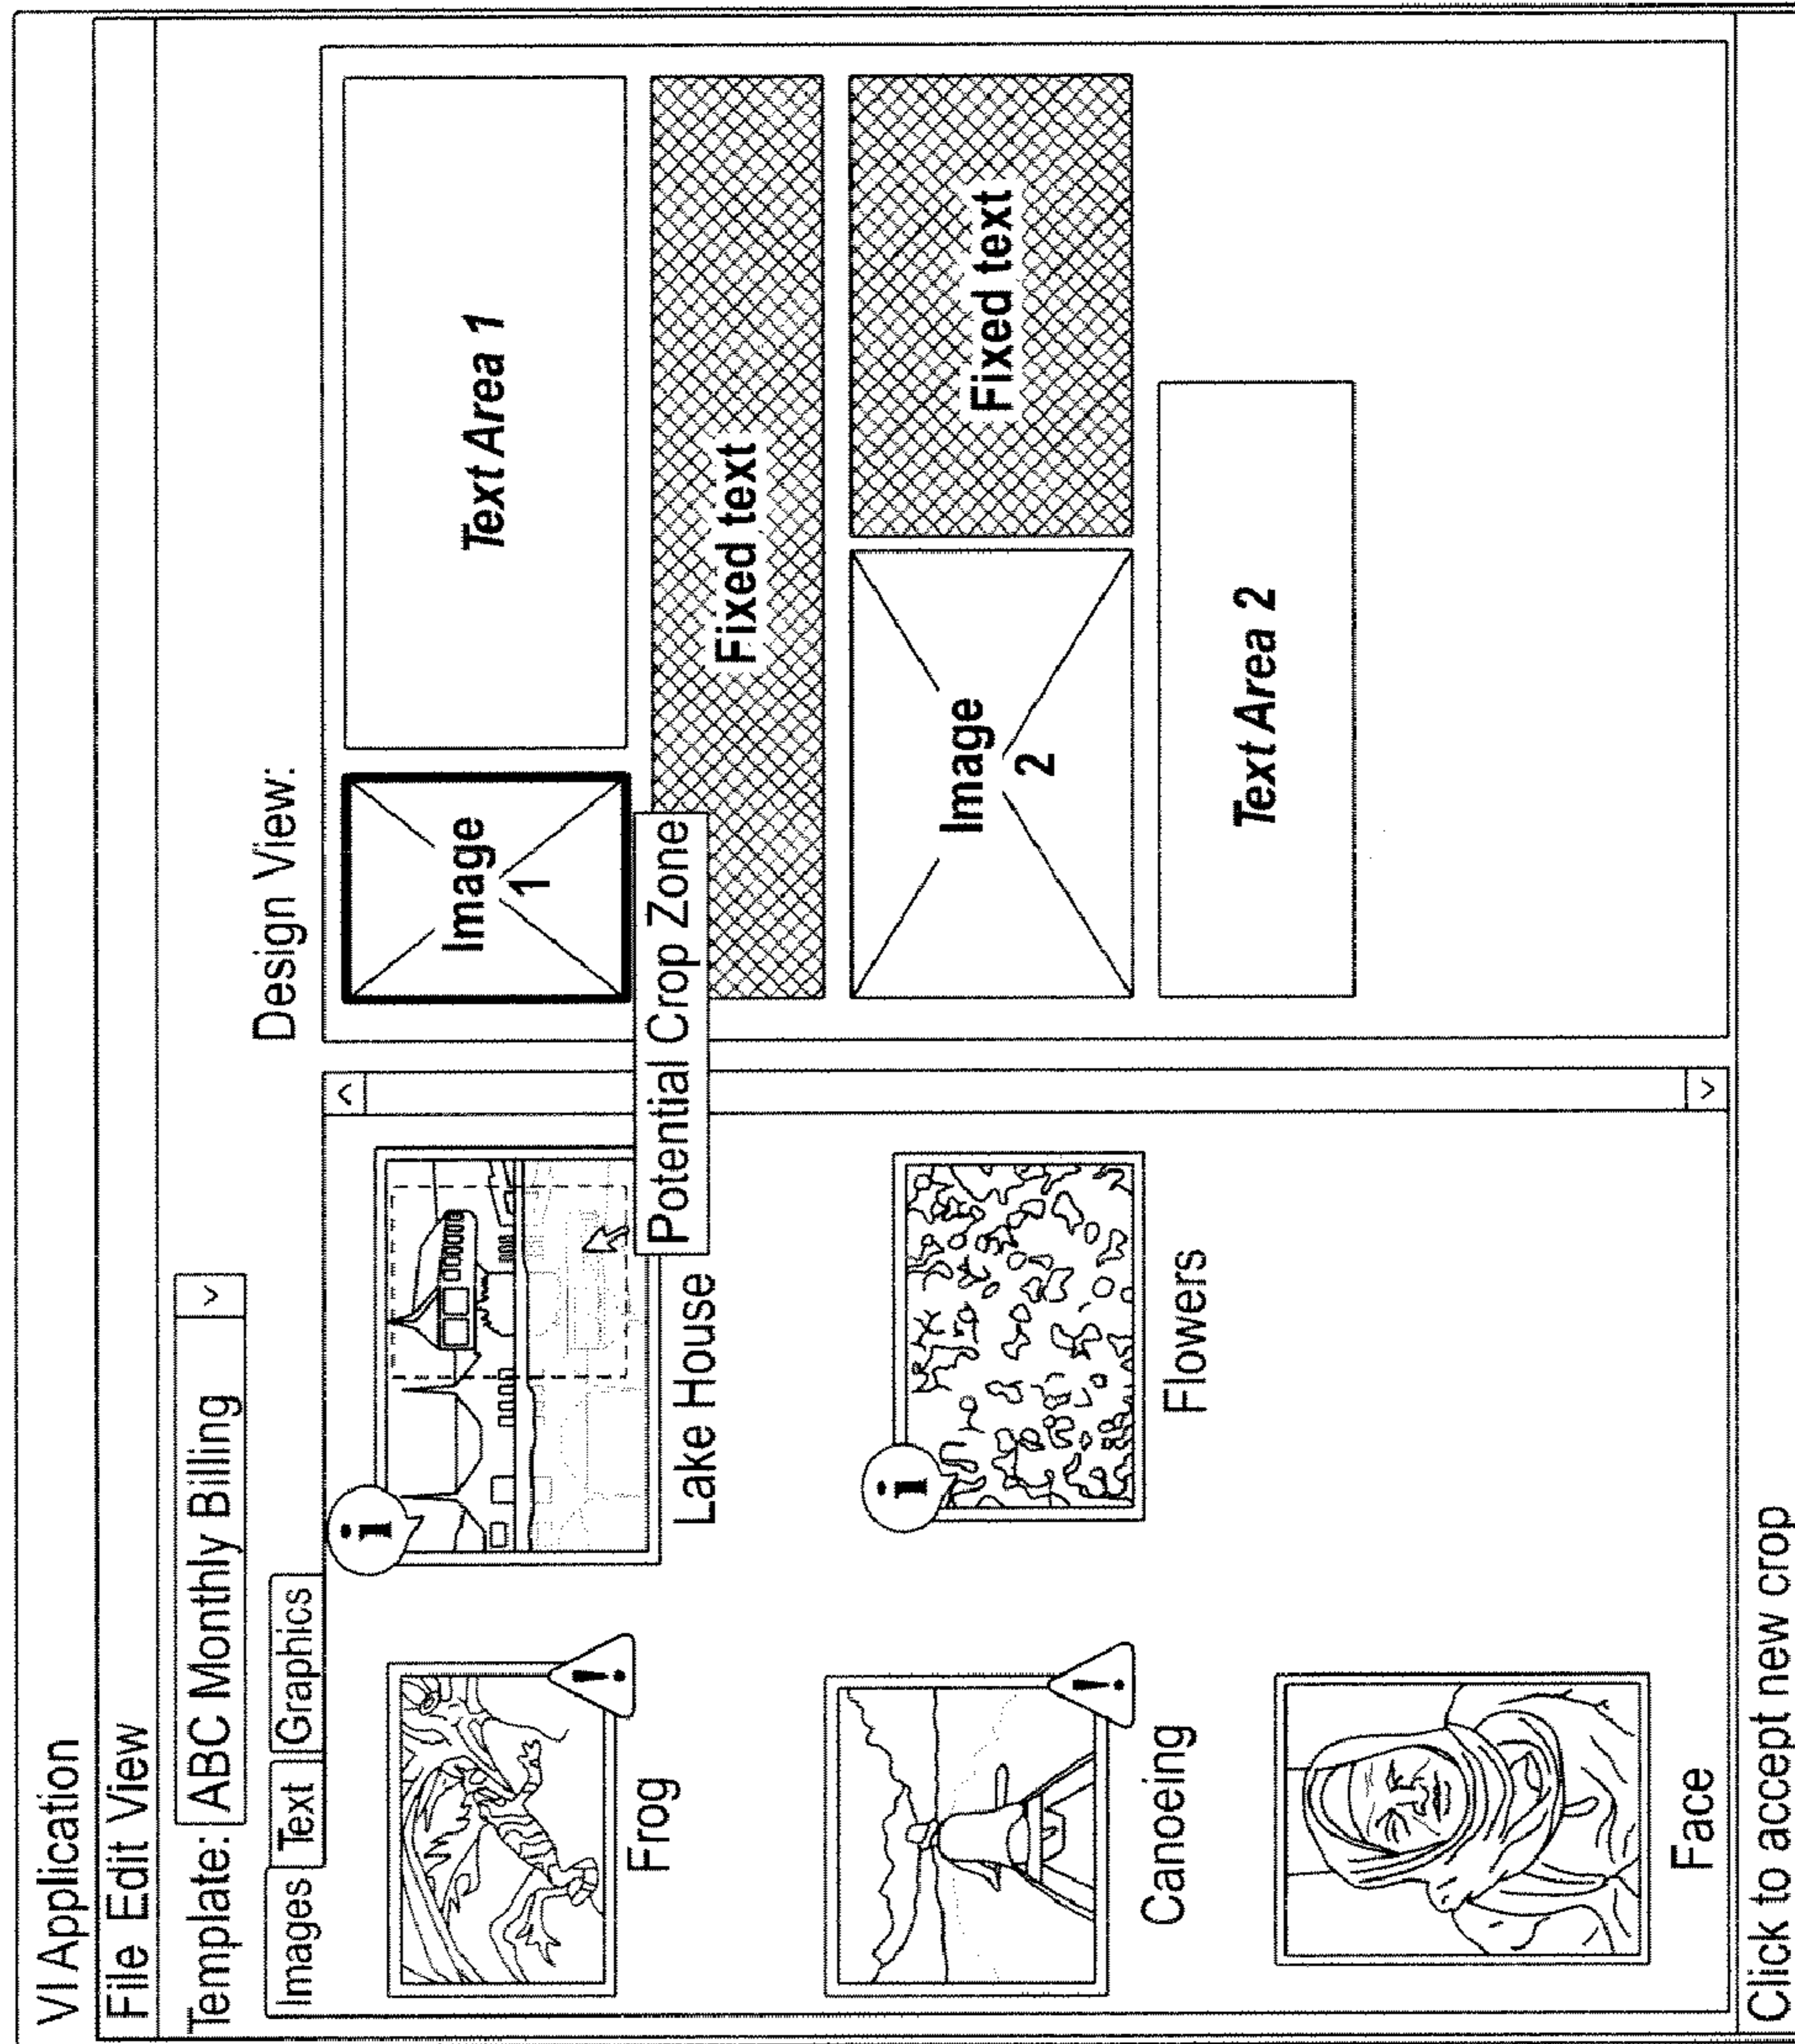 VI Application
File Edit View
Template: ABC Monthly Billing
Images Text Graphics
Design View:
i
Frog
!
Lake House
Potential Crop Zone
Canoeing
!
i
Flowers
Face
Image
1
Text Area 1
Fixed text
Image
2
Fixed text
Text Area 2
Click to accept new crop